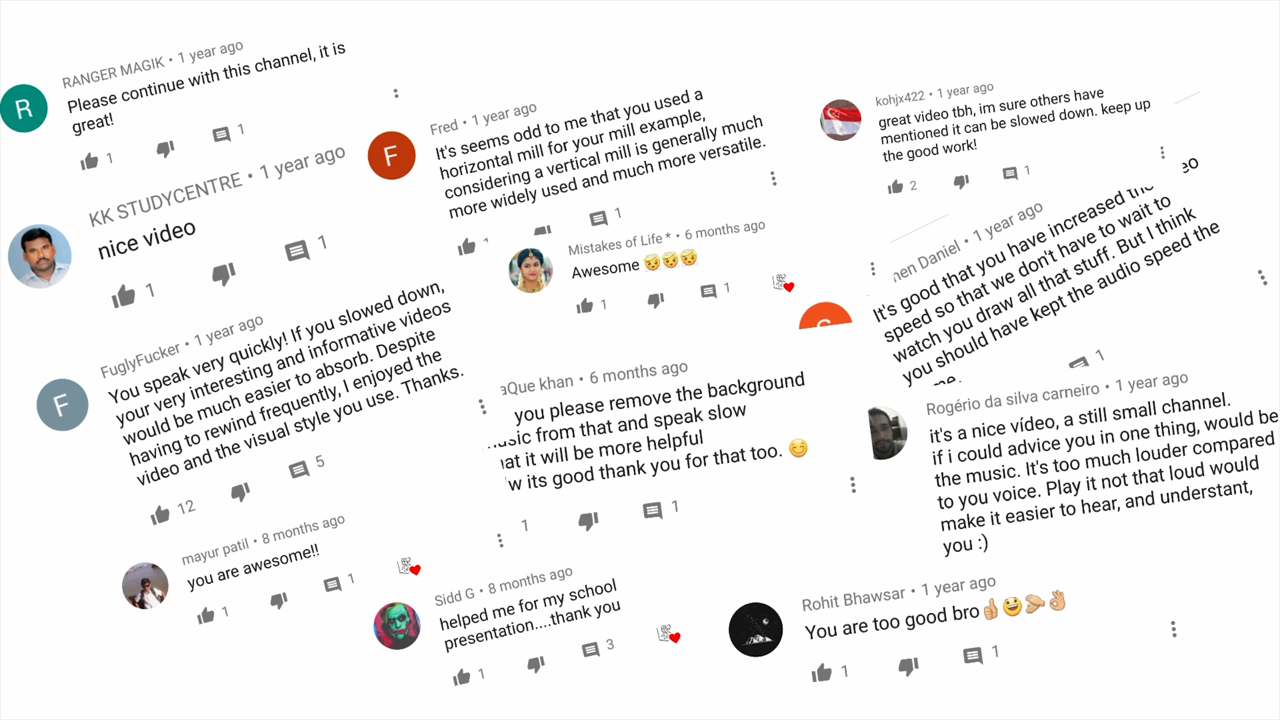 RANGER MAGIK • 1 year ago
Please continue with this channel, it is
great!
1
1
KK STUDYCENTRE • 1 year ago
nice video
1
1
FuglyFucker • 1 year ago
You speak very quickly! If you slowed down,
your very interesting and informative videos
would be much easier to absorb. Despite
having to rewind frequently, I enjoyed the
video and the visual style you use. Thanks.
12
5
mayur patil • 8 months ago
you are awesome!!
1
1
Fred • 1 year ago
It's seems odd to me that you used a
horizontal mill for your mill example,
considering a vertical mill is generally much
more widely used and much more versatile.
1
Mistakes of Life * • 6 months ago
Awesome 😇😇😇
1
1
aQue khan • 6 months ago
you please remove the background
from that and speak slow
it will be more helpful
its good thank you for that too. 😊
1
1
Sidd G • 8 months ago
helped me for my school
presentation....thank you
1
3
kohjx422 • 1 year ago
great video tbh, im sure others have
mentioned it can be slowed down. keep up
the good work!
2
1
Daniel • 1 year ago
It's good that you have increased
speed so that we don't have to wait to
watch you draw all that stuff. But I think
you should have kept the audio speed the
1
Rogério da silva carneiro • 1 year ago
it's a nice vídeo, a still small channel.
if i could advice you in one thing, would be
the music. It's too much louder compared
to you voice. Play it not that loud would
make it easier to hear, and understant,
you :)
Rohit Bhawsar • 1 year ago
You are too good bro👍😃🫱👌
1
1
R
F
F